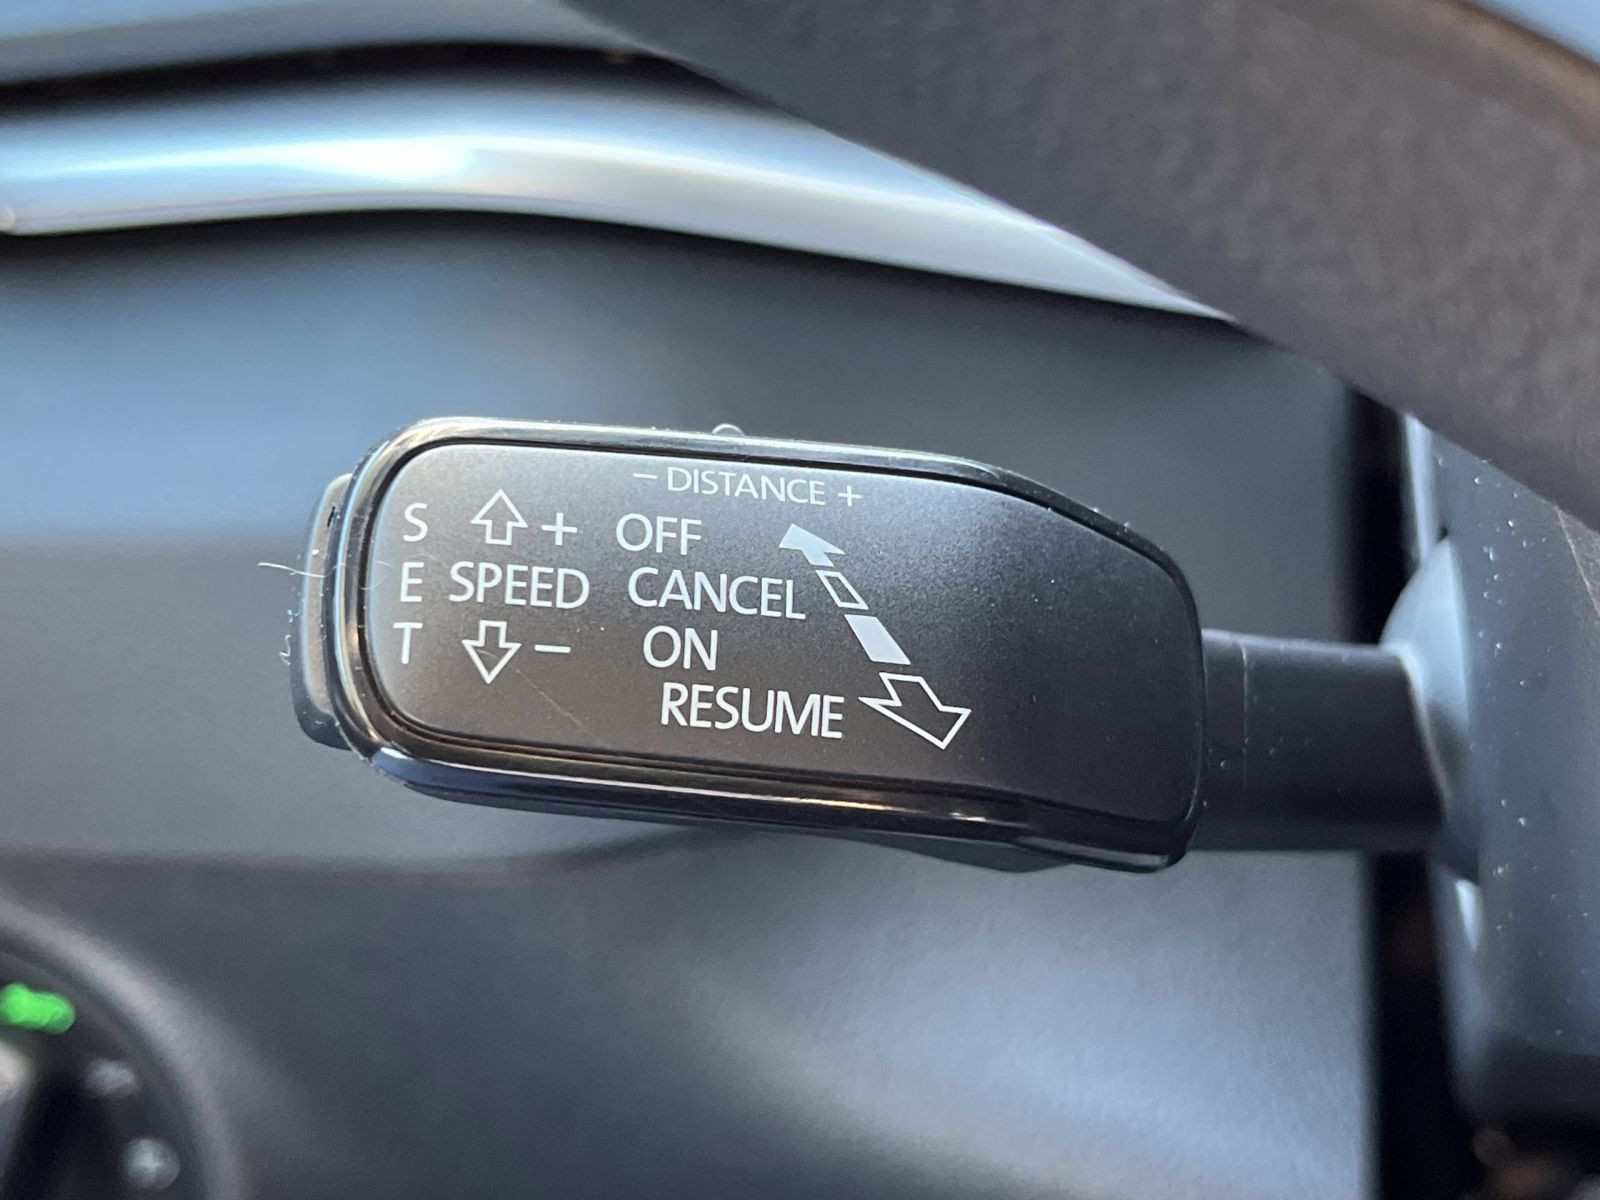 − DISTANCE +
S + OFF
E SPEED CANCEL
T − ON
RESUME